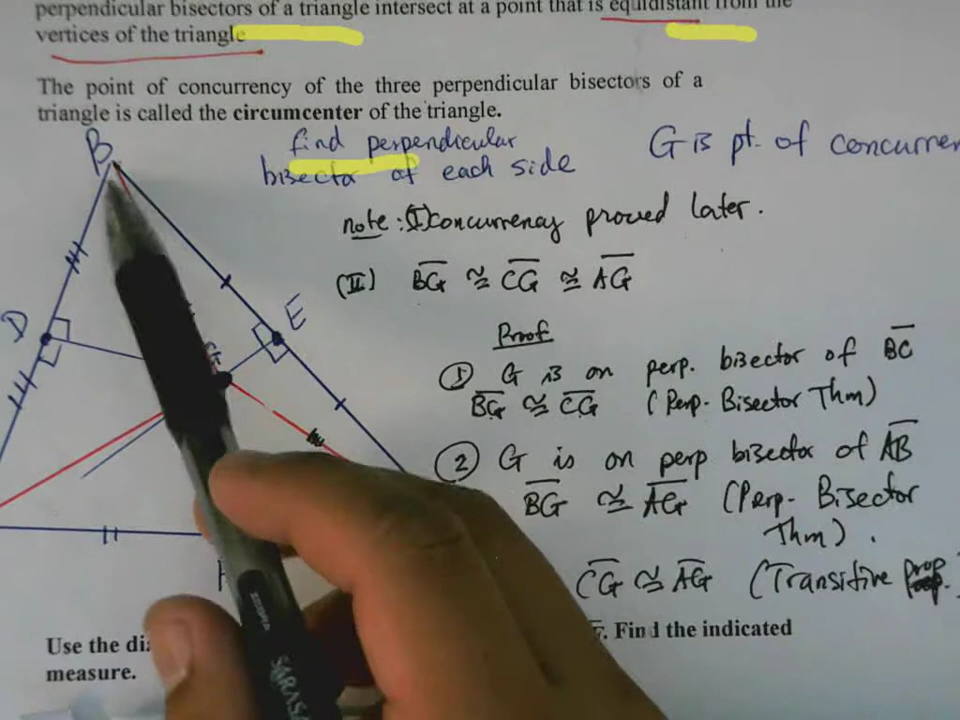 perpendicular bisectors of a triangle intersect at a point that is equidistant from the
vertices of the triangle
The point of concurrency of the three perpendicular bisectors of a
triangle is called the circumcenter of the triangle.
B
find perpendicular
bisector of each side
G is pt. of concurren
note: (I) concurrency proved later.
(II) BG ≅ CG ≅ AG
D
E
G
Proof
① G is on perp. bisector of BC
BG ≅ CG (Perp. Bisector Thm)
② G is on perp bisector of AB
BG ≅ AG (Perp. Bisector
Thm).
CG ≅ AG (Transitive prop.
Use the di
. Find the indicated
measure.
SARASA